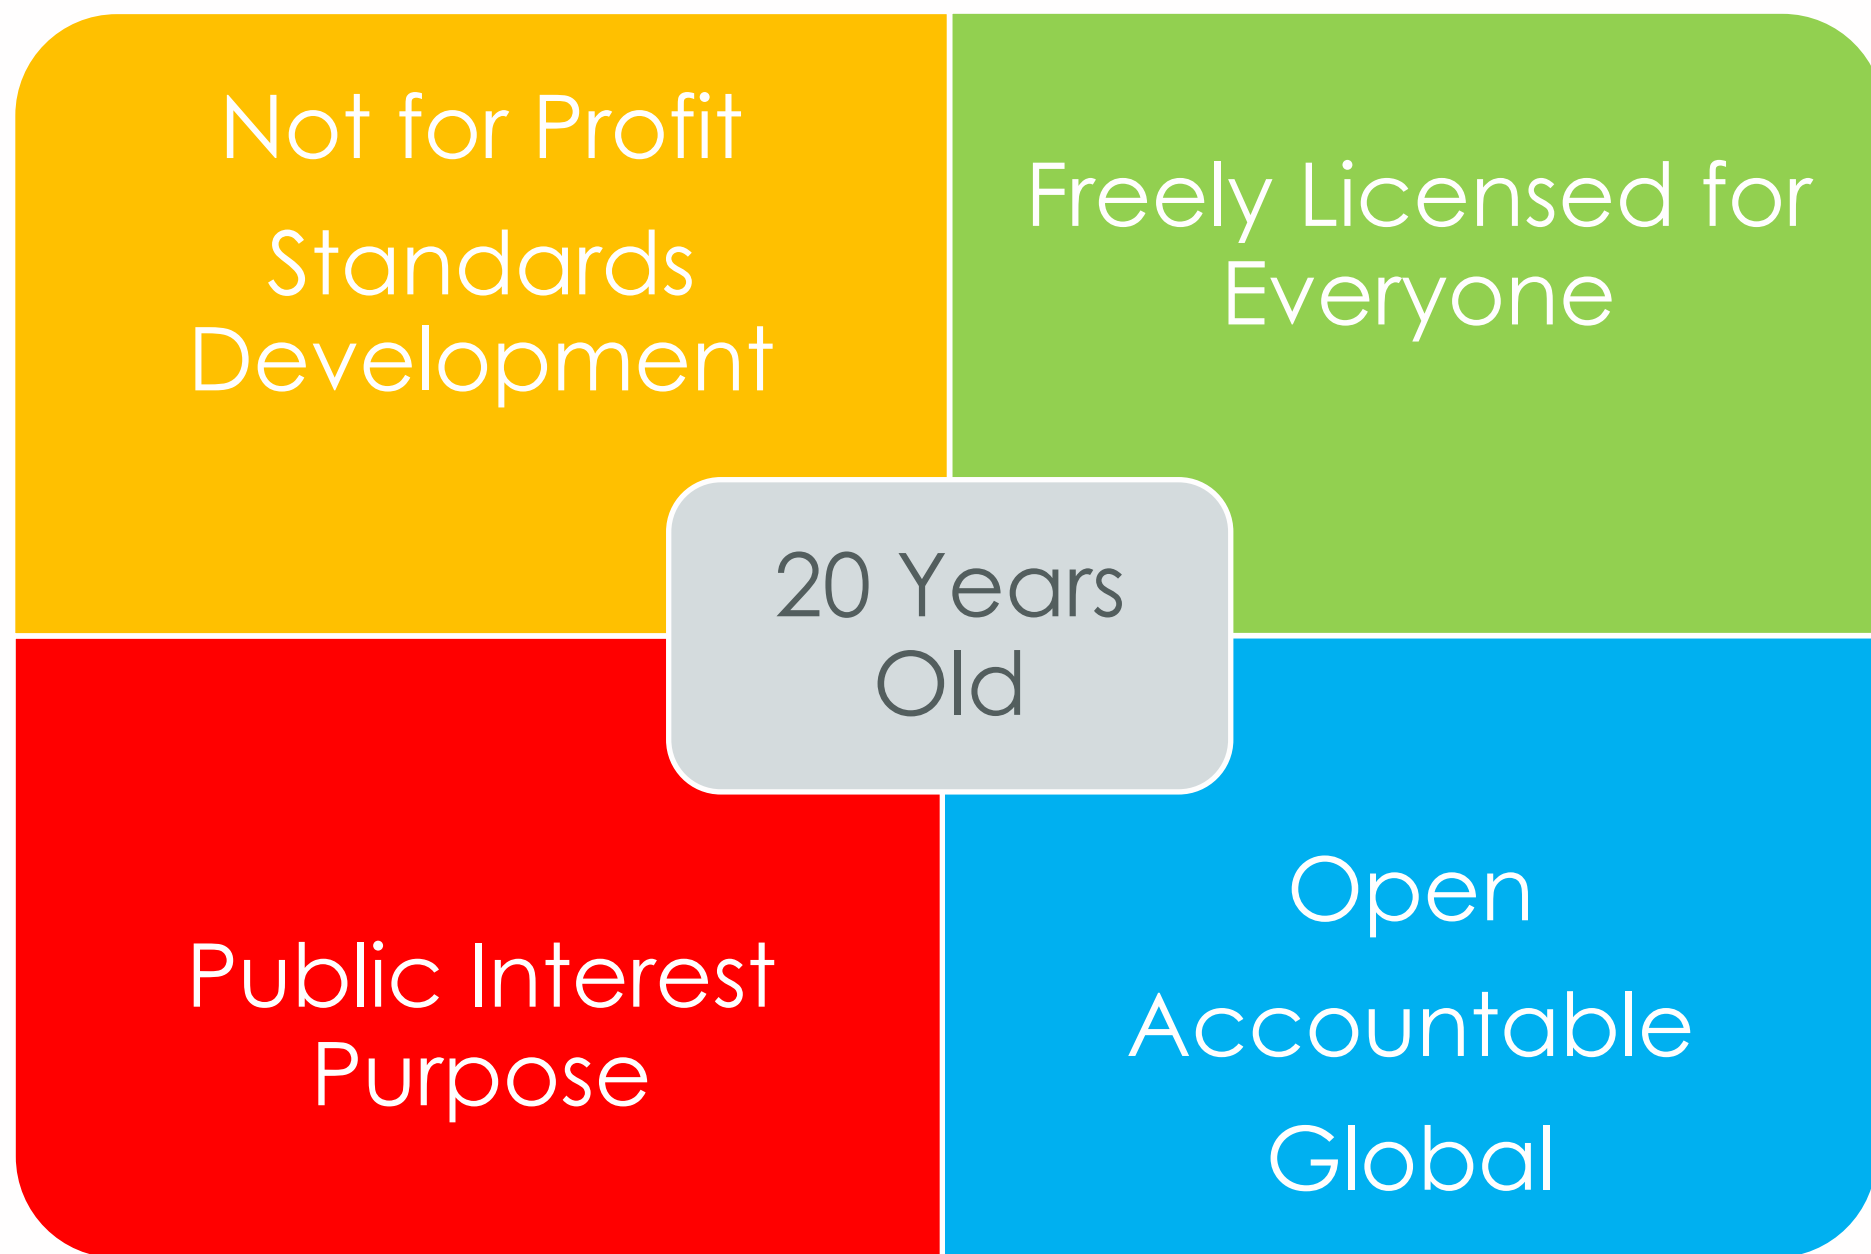 Not for Profit
Standards
Development
Freely Licensed for
Everyone
20 Years
Old
Public Interest
Purpose
Open
Accountable
Global